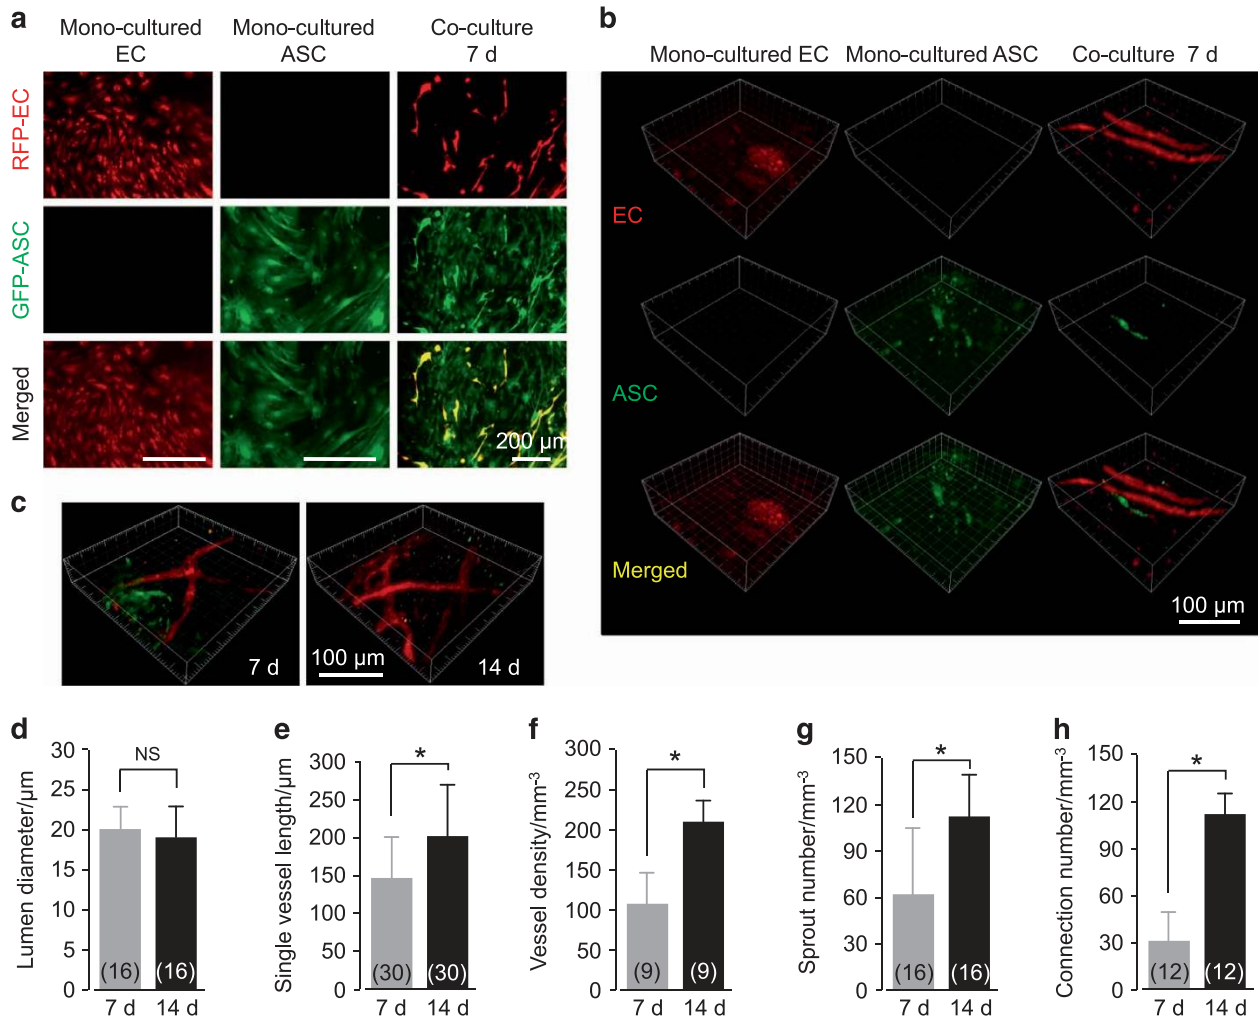 a
Mono-cultured EC
Mono-cultured ASC
Co-culture 7 d
RFP-EC
GFP-ASC
Merged
200 µm
b
Mono-cultured EC
Mono-cultured ASC
Co-culture 7 d
EC
ASC
Merged
100 µm
c
7 d
100 µm
14 d
d
Lumen diameter/µm
30
25
20
15
10
5
0
NS
(16)
(16)
7 d
14 d
e
Single vessel length/µm
300
250
200
150
100
50
0
*
(30)
(30)
7 d
14 d
f
Vessel density/mm⁻³
300
250
200
150
100
50
0
*
(9)
(9)
7 d
14 d
g
Sprout number/mm⁻³
150
120
90
60
30
0
*
(16)
(16)
7 d
14 d
h
Connection number/mm⁻³
150
120
90
60
30
0
*
(12)
(12)
7 d
14 d